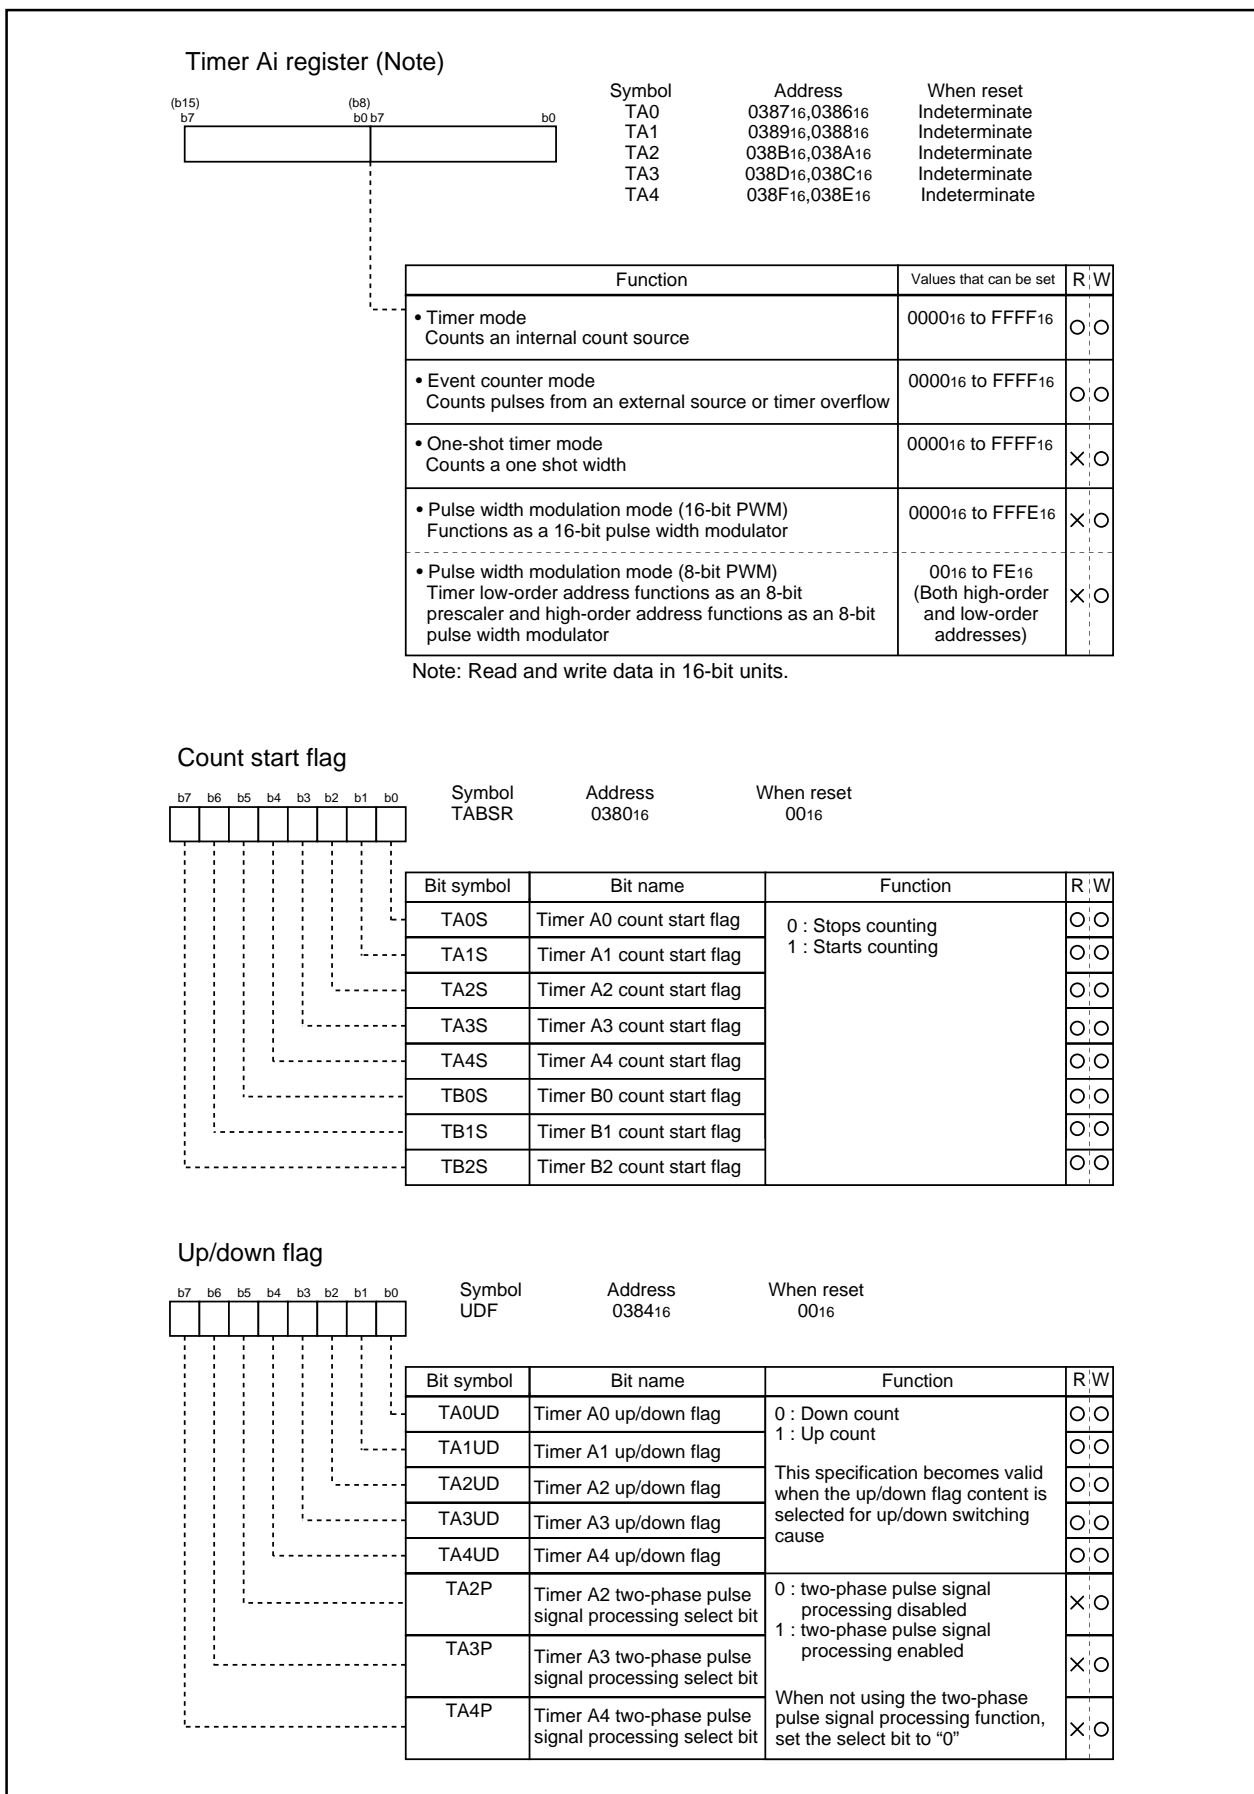 Timer Ai register (Note)
(b15) (b8)
b7 b0 b7 b0
Symbol Address When reset
TA0 038716,038616 Indeterminate
TA1 038916,038816 Indeterminate
TA2 038B16,038A16 Indeterminate
TA3 038D16,038C16 Indeterminate
TA4 038F16,038E16 Indeterminate
Function Values that can be set R W
• Timer mode 000016 to FFFF16
Counts an internal count source
• Event counter mode 000016 to FFFF16
Counts pulses from an external source or timer overflow
• One-shot timer mode 000016 to FFFF16
Counts a one shot width
• Pulse width modulation mode (16-bit PWM) 000016 to FFFE16
Functions as a 16-bit pulse width modulator
• Pulse width modulation mode (8-bit PWM) 0016 to FE16
Timer low-order address functions as an 8-bit (Both high-order
prescaler and high-order address functions as an 8-bit and low-order
pulse width modulator addresses)
Note: Read and write data in 16-bit units.
Count start flag
b7 b6 b5 b4 b3 b2 b1 b0
Symbol Address When reset
TABSR 038016 0016
Bit symbol Bit name Function R W
TA0S Timer A0 count start flag 0 : Stops counting
TA1S Timer A1 count start flag 1 : Starts counting
TA2S Timer A2 count start flag
TA3S Timer A3 count start flag
TA4S Timer A4 count start flag
TB0S Timer B0 count start flag
TB1S Timer B1 count start flag
TB2S Timer B2 count start flag
Up/down flag
b7 b6 b5 b4 b3 b2 b1 b0
Symbol Address When reset
UDF 038416 0016
Bit symbol Bit name Function R W
TA0UD Timer A0 up/down flag 0 : Down count
1 : Up count
TA1UD Timer A1 up/down flag
TA2UD Timer A2 up/down flag This specification becomes valid
when the up/down flag content is
TA3UD Timer A3 up/down flag selected for up/down switching
cause
TA4UD Timer A4 up/down flag
TA2P Timer A2 two-phase pulse 0 : two-phase pulse signal
signal processing select bit processing disabled
1 : two-phase pulse signal
TA3P Timer A3 two-phase pulse processing enabled
signal processing select bit
TA4P Timer A4 two-phase pulse When not using the two-phase
signal processing select bit pulse signal processing function,
set the select bit to “0”